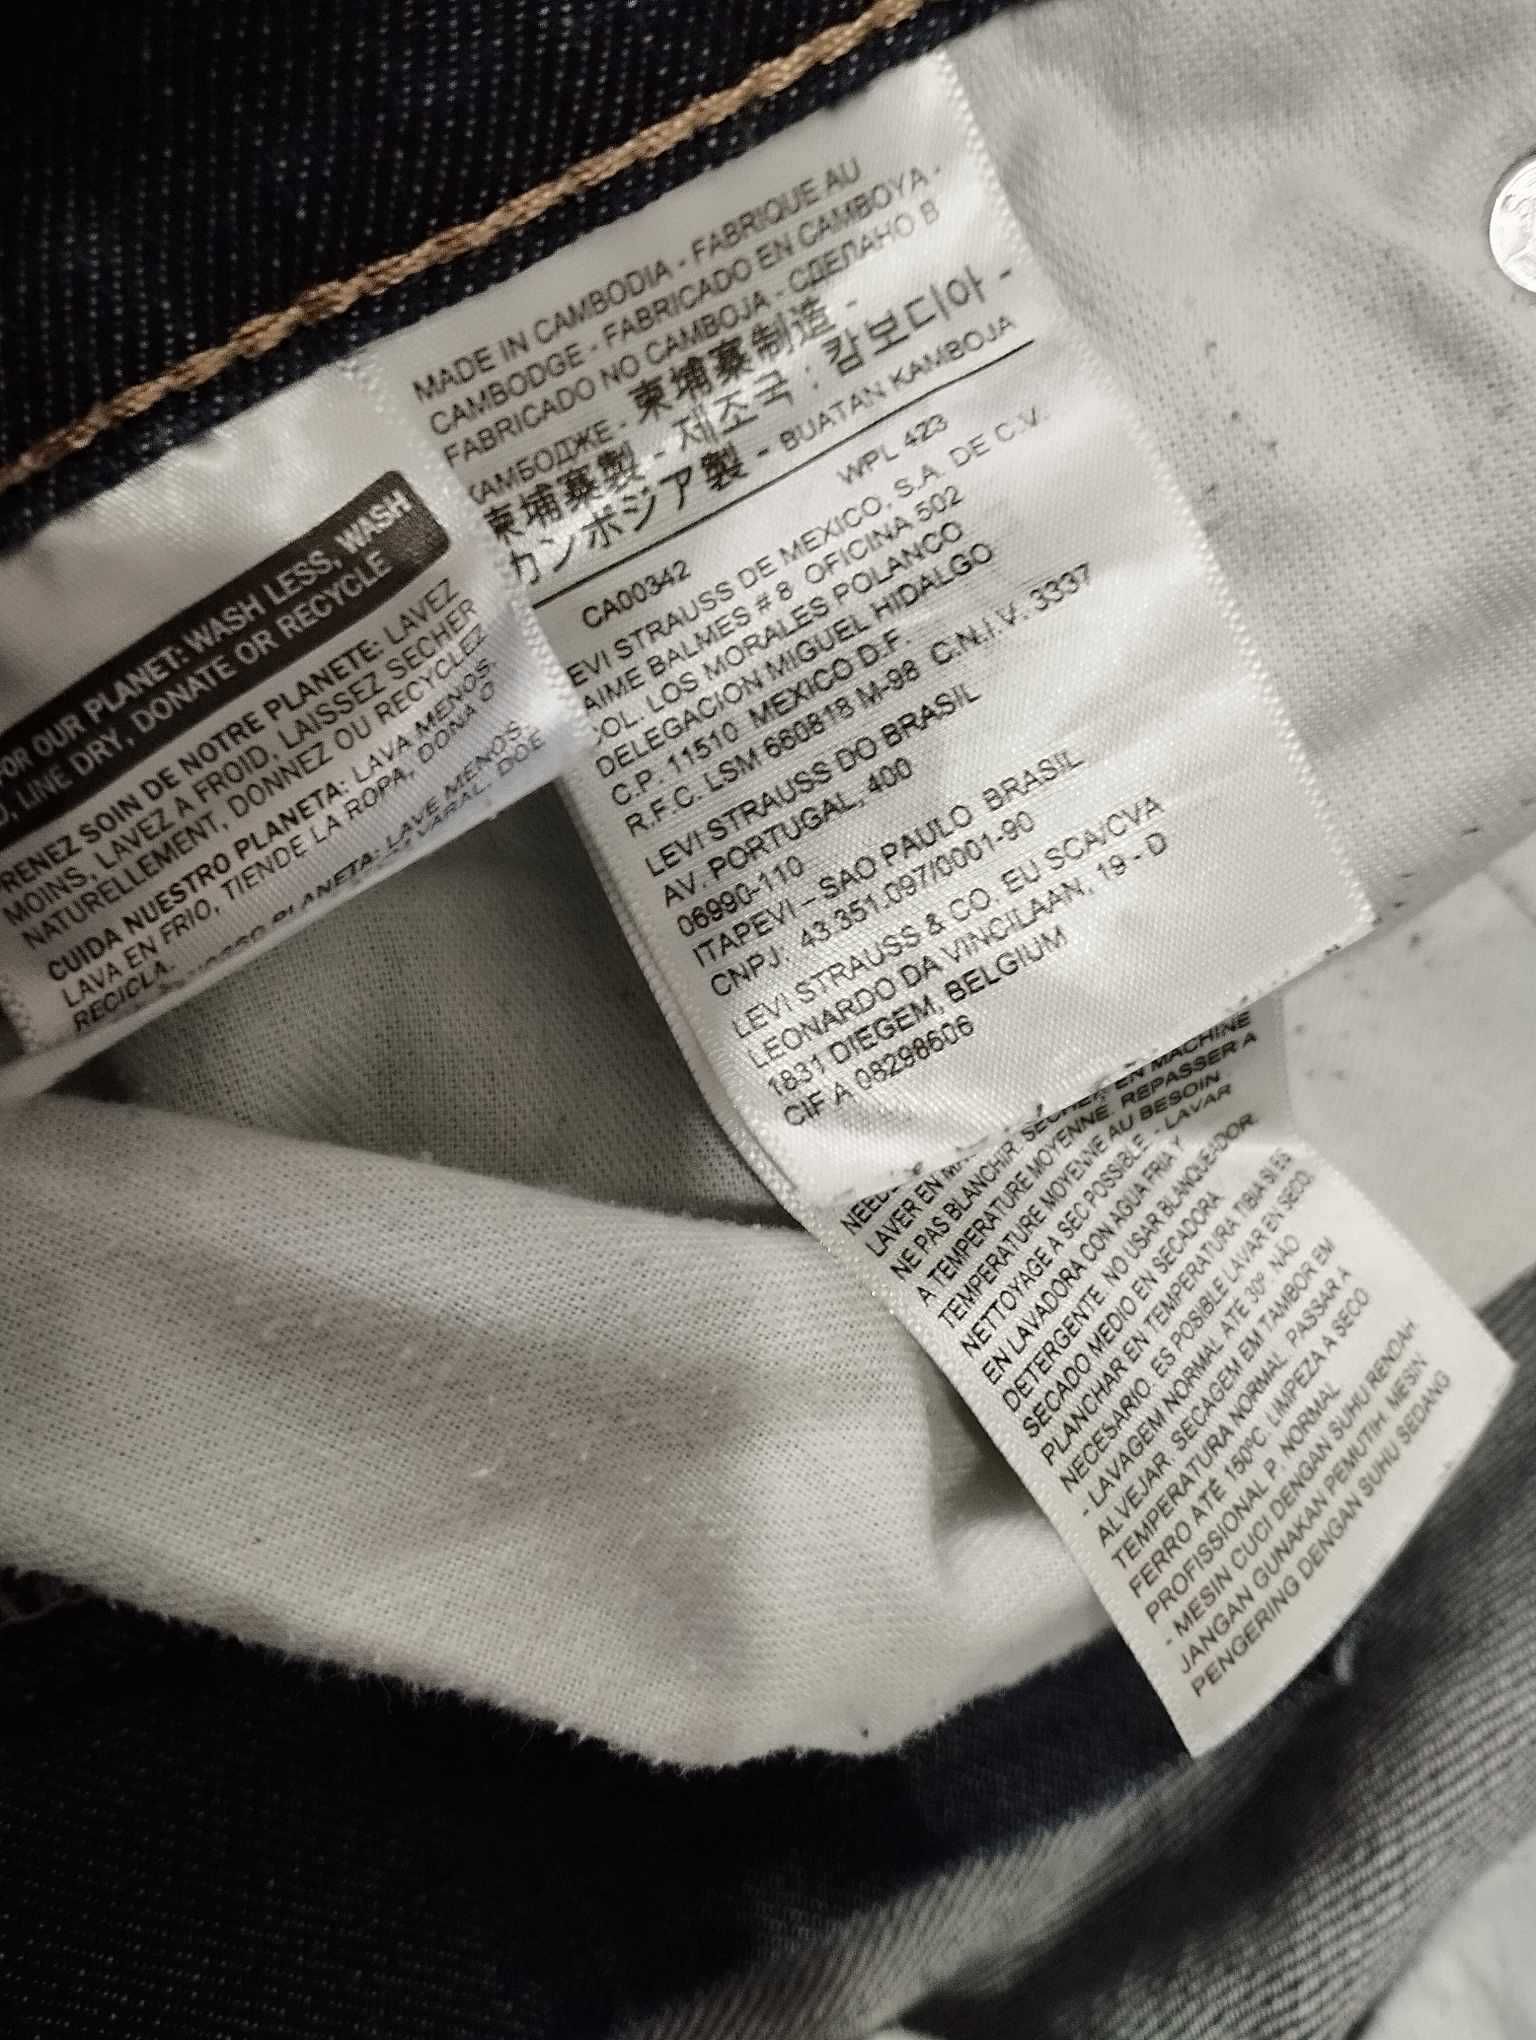 FOR OUR PLANET: WASH LESS, WASH
LINE DRY, DONATE OR RECYCLE
RENEZ SOIN DE NOTRE PLANETE: LAVEZ
MOINS, LAVEZ A FROID, LAISSEZ SECHER
NATURELLEMENT, DONNEZ OU RECYCLEZ
CUIDA NUESTRO PLANETA: LAVA MENOS,
LAVA EN FRIO, TIENDE LA ROPA, DONA O
RECICLA.
PLANETA: LAVE MENOS,
VARAL, DOE
MADE IN CAMBODIA - FABRIQUE AU
CAMBODGE - FABRICADO EN CAMBOYA -
FABRICADO NO CAMBOJA - СДЕЛАНО В
КАМБОДЖЕ - 柬埔寨制造 -
柬埔寨製 - 제조국 : 캄보디아 -
カンボジア製 - BUATAN KAMBOJA
CA00342 WPL 423
LEVI STRAUSS DE MEXICO, S.A. DE C.V.
JAIME BALMES # 8 OFICINA 502
COL. LOS MORALES POLANCO
DELEGACION MIGUEL HIDALGO
C.P. 11510 MEXICO D.F.
R.F.C. LSM 660818 M-98 C.N.I.V. 3337
LEVI STRAUSS DO BRASIL
AV. PORTUGAL, 400
06990-110
ITAPEVI – SAO PAULO BRASIL
CNPJ: 43.351.097/0001-90
LEVI STRAUSS & CO. EU SCA/CVA
LEONARDO DA VINCILAAN, 19 - D
1831 DIEGEM, BELGIUM
CIF A 08298606
LAVER EN MACHINE
NE PAS BLANCHIR. SECHER EN MACHINE
A TEMPERATURE MOYENNE. REPASSER A
TEMPERATURE MOYENNE AU BESOIN
NETTOYAGE A SEC POSSIBLE - LAVAR
EN LAVADORA CON AGUA FRIA Y
DETERGENTE. NO USAR BLANQUEADOR
SECADO MEDIO EN SECADORA
PLANCHAR EN TEMPERATURA TIBIA SI ES
NECESARIO. ES POSIBLE LAVAR EN SECO.
- LAVAGEM NORMAL ATÉ 30º. NÃO
ALVEJAR. SECAGEM EM TAMBOR EM
TEMPERATURA NORMAL. PASSAR A
FERRO ATÉ 150ºC LIMPEZA A SECO
PROFISSIONAL P, NORMAL
- MESIN CUCI DENGAN SUHU RENDAH.
JANGAN GUNAKAN PEMUTIH. MESIN
PENGERING DENGAN SUHU SEDANG